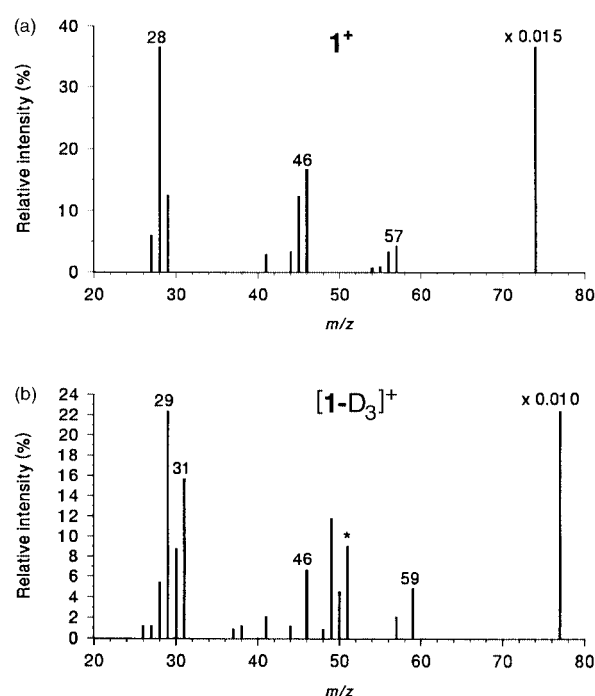 (a)
1+
x 0.015
Relative intensity (%)
40
30
20
10
0
28
46
57
20 30 40 50 60 70 80
m/z
(b)
[1-D₃]⁺
x 0.010
Relative intensity (%)
24
22
20
18
16
14
12
10
8
6
4
2
0
29
31
46
*
59
20 30 40 50 60 70 80
m/z